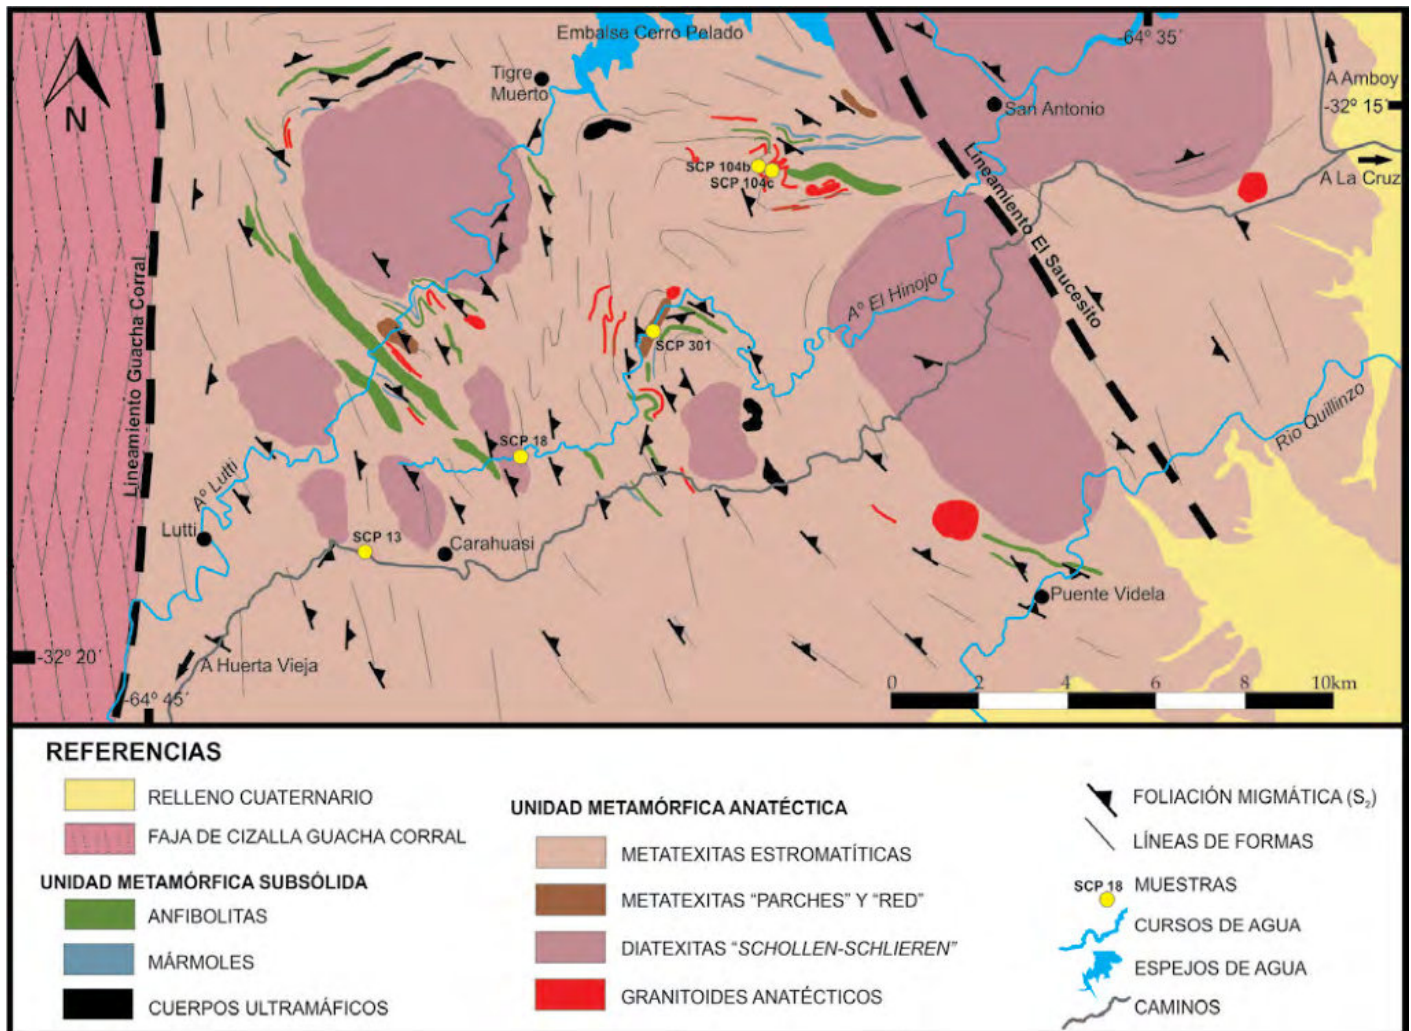 Embalse Cerro Pelado
-64° 35´
A Amboy
Tigre
Muerto
San Antonio
-32° 15´
N
SCP 104b
SCP 104c
A La Cruz
Lineamiento Guacha Corral
Lineamiento El Saucesito
Aº El Hinojo
SCP 301
Río Quillinzo
SCP 18
Aº Lutti
Lutti
SCP 13
Carahuasi
Puente Videla
-32° 20´
A Huerta Vieja
-64° 45´
0 2 4 6 8 10km
REFERENCIAS
RELLENO CUATERNARIO
FAJA DE CIZALLA GUACHA CORRAL
UNIDAD METAMÓRFICA SUBSÓLIDA
ANFIBOLITAS
MÁRMOLES
CUERPOS ULTRAMÁFICOS
UNIDAD METAMÓRFICA ANATÉCTICA
METATEXITAS ESTROMATÍTICAS
METATEXITAS “PARCHES” Y “RED”
DIATEXITAS “SCHOLLEN-SCHLIEREN”
GRANITOIDES ANATÉCTICOS
FOLIACIÓN MIGMÁTICA (S₂)
LÍNEAS DE FORMAS
SCP 18
MUESTRAS
CURSOS DE AGUA
ESPEJOS DE AGUA
CAMINOS